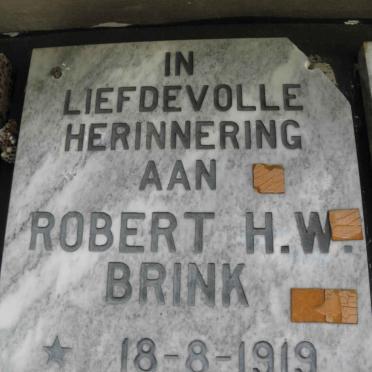 IN
LIEFDEVOLLE
HERINNERING
AAN
ROBERT H.W.
BRINK
★ 18-8-1919